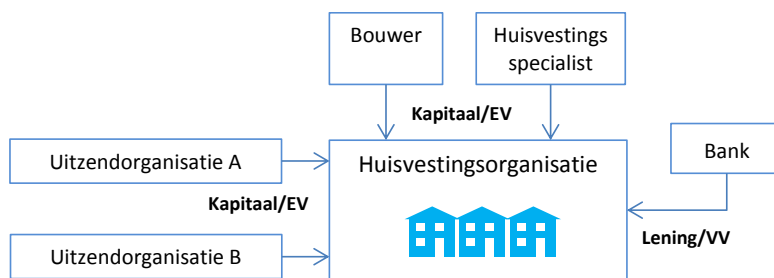 Bouwer
Huisvestings
specialist
Kapitaal/EV
Uitzendorganisatie A
Huisvestingsorganisatie
Bank
Kapitaal/EV
Lening/VV
Uitzendorganisatie B